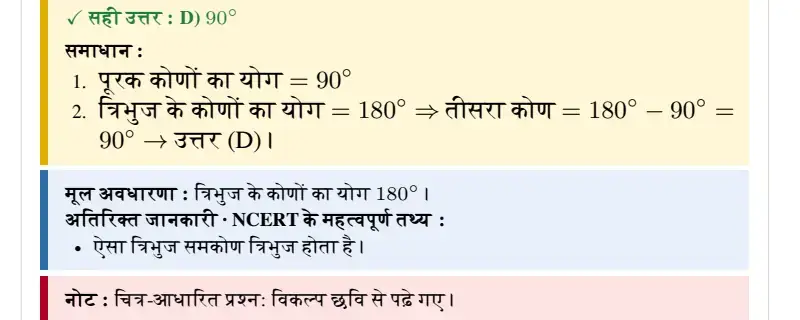 ✓ सही उत्तर : D) 90°
समाधान :
1. पूरक कोणों का योग = 90°
2. त्रिभुज के कोणों का योग = 180° ⇒ तीसरा कोण = 180° − 90° =
90° → उत्तर (D)।
मूल अवधारणा : त्रिभुज के कोणों का योग 180°।
अतिरिक्त जानकारी · NCERT के महत्वपूर्ण तथ्य :
• ऐसा त्रिभुज समकोण त्रिभुज होता है।
नोट : चित्र-आधारित प्रश्न: विकल्प छवि से पढ़े गए।